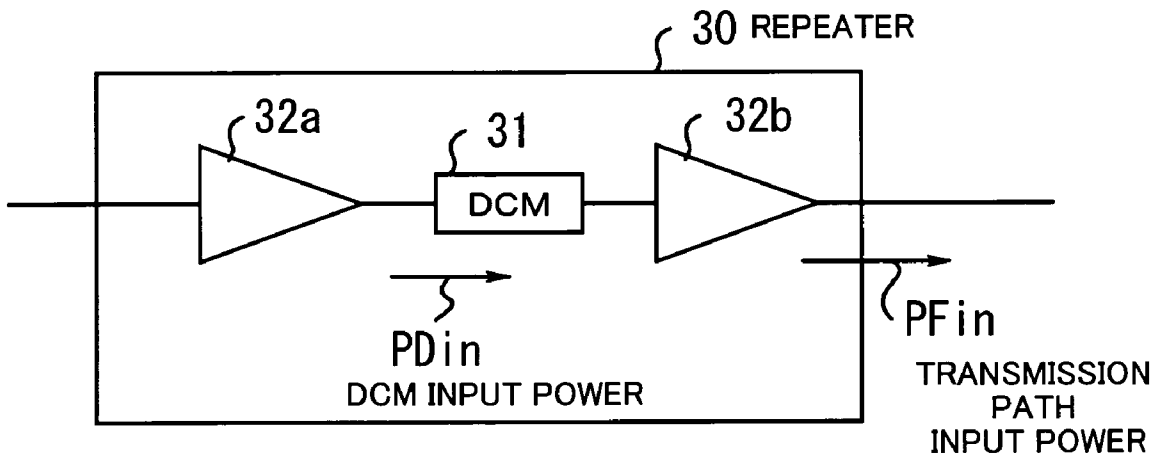 30 REPEATER
32a
31
32b
DCM
PDin
DCM INPUT POWER
PFin
TRANSMISSION
PATH
INPUT POWER